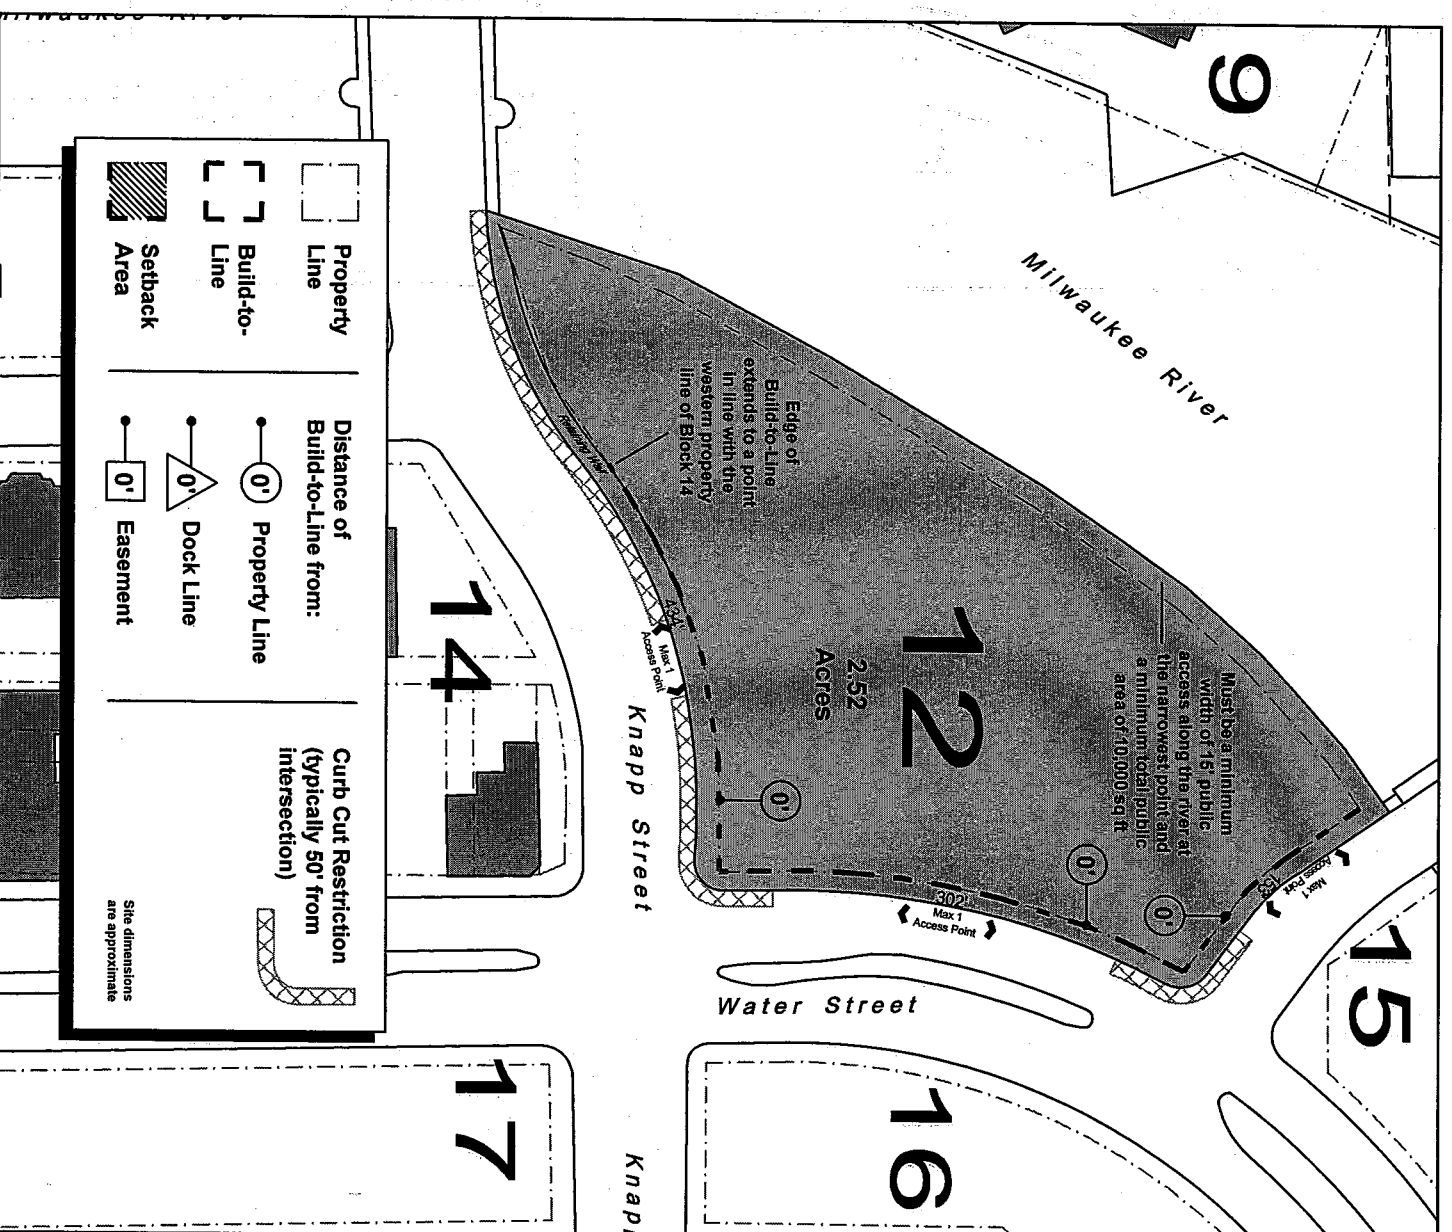 Milwaukee River
9
Milwaukee River
Edge of
Build-to-Line
extends to a point
in line with the
western property
line of Block 14
Retaining Wall
12
2.52
Acres
Must be a minimum
width of 15' public
access along the river at
the narrowest point and
a minimum total public
area of 10,000 sq ft
434'
Max 1
Access Point
0'
0'
0'
302'
Max 1
Access Point
153'
Max 1
Access Point
Knapp Street
Water Street
14
15
16
17
Knapp
Property
Line
Build-to-
Line
Setback
Area
Distance of
Build-to-Line from:
0' Property Line
0' Dock Line
0' Easement
Curb Cut Restriction
(typically 50' from
intersection)
Site dimensions
are approximate